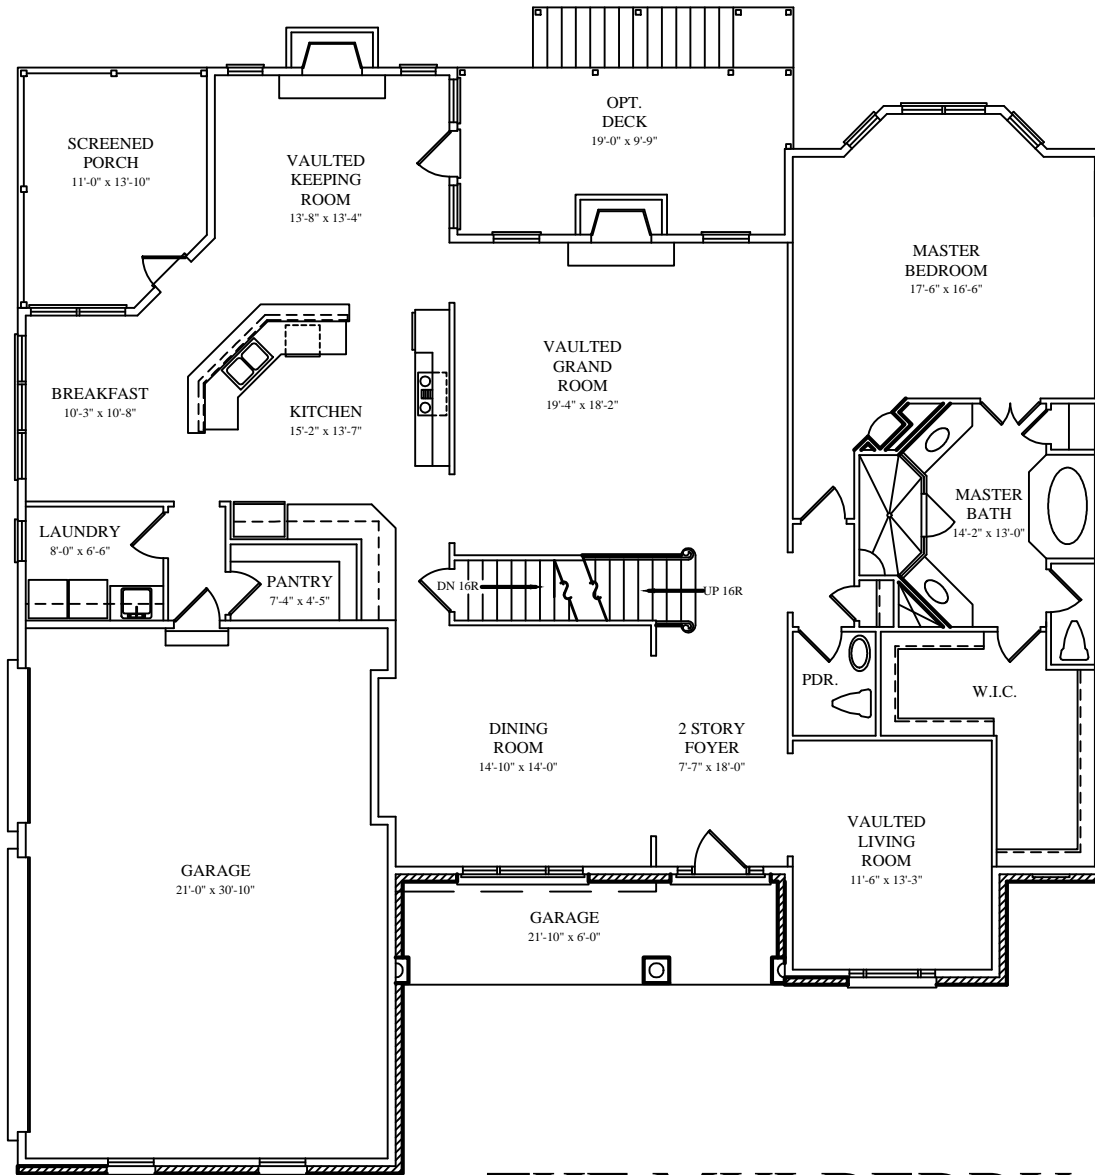 OPT.
DECK
19'-0" x 9'-9"
SCREENED
PORCH
11'-0" x 13'-10"
VAULTED
KEEPING
ROOM
13'-8" x 13'-4"
MASTER
BEDROOM
17'-6" x 16'-6"
VAULTED
GRAND
ROOM
19'-4" x 18'-2"
BREAKFAST
10'-3" x 10'-8"
KITCHEN
15'-2" x 13'-7"
MASTER
BATH
14'-2" x 13'-0"
LAUNDRY
8'-0" x 6'-6"
PANTRY
7'-4" x 4'-5"
DN 16R
UP 16R
PDR.
W.I.C.
DINING
ROOM
14'-10" x 14'-0"
2 STORY
FOYER
7'-7" x 18'-0"
VAULTED
LIVING
ROOM
11'-6" x 13'-3"
GARAGE
21'-0" x 30'-10"
GARAGE
21'-10" x 6'-0"